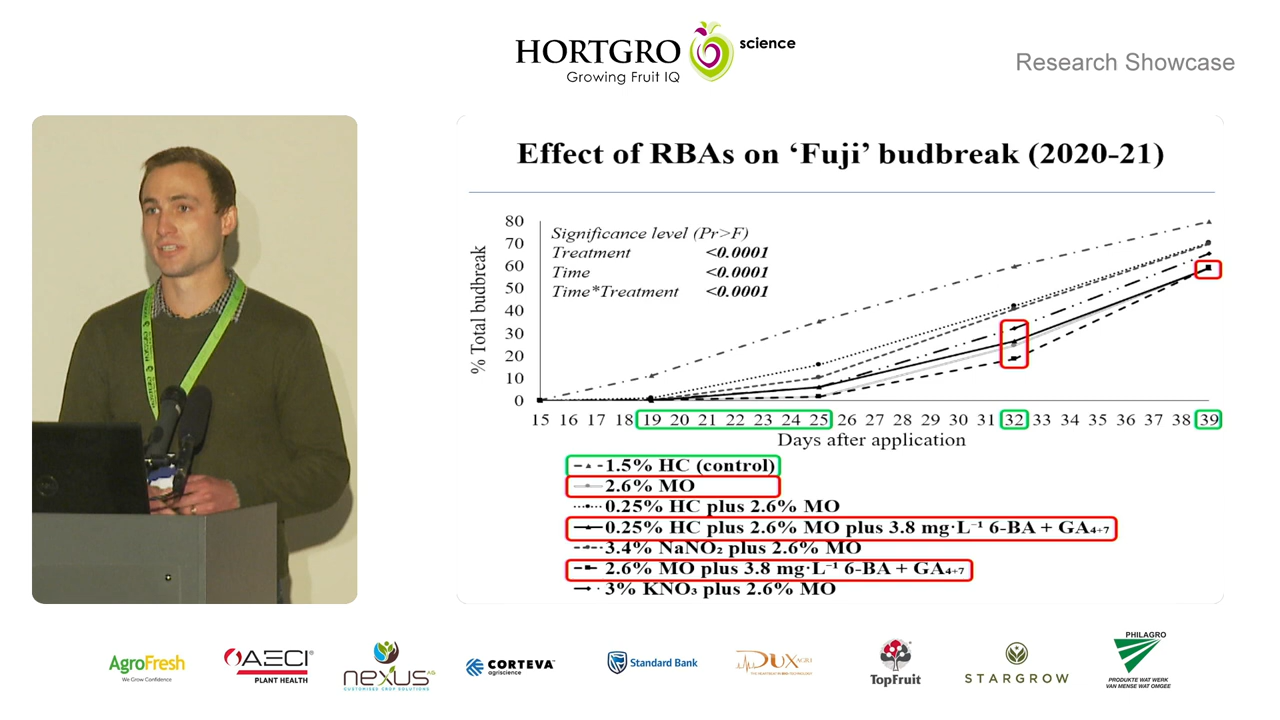 HORTGRO science
Growing Fruit IQ
Research Showcase
Effect of RBAs on ‘Fuji’ budbreak (2020-21)
% Total budbreak
80
70
60
50
40
30
20
10
0
Significance level (Pr>F)
Treatment <0.0001
Time <0.0001
Time*Treatment <0.0001
15 16 17 18 19 20 21 22 23 24 25 26 27 28 29 30 31 32 33 34 35 36 37 38 39
Days after application
1.5% HC (control)
2.6% MO
0.25% HC plus 2.6% MO
0.25% HC plus 2.6% MO plus 3.8 mg·L⁻¹ 6-BA + GA₄₊₇
3.4% NaNO₂ plus 2.6% MO
2.6% MO plus 3.8 mg·L⁻¹ 6-BA + GA₄₊₇
3% KNO₃ plus 2.6% MO
AgroFresh
We Grow Confidence
AECI
PLANT HEALTH
nexus AG
CUSTOMISED CROP SOLUTIONS
CORTEVA
agriscience
Standard Bank
DUX AGRO
TopFruit
STARGROW
PHILAGRO
PRODUKTE WAT WERK
VAN MENSE WAT OMGEE